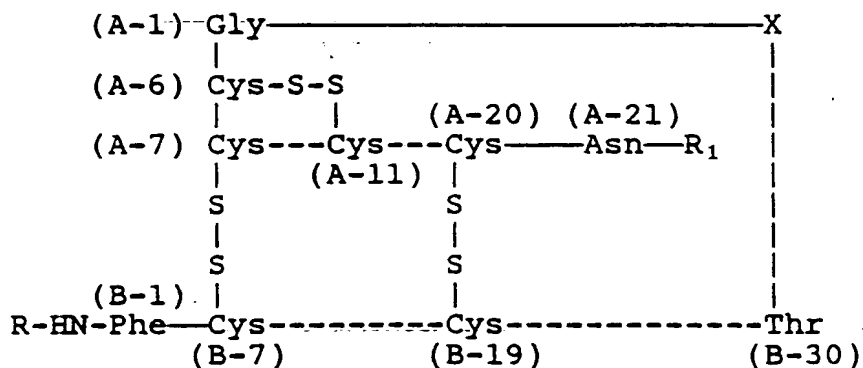 (A-1) Gly X
(A-6) Cys-S-S
(A-20) (A-21)
(A-7) Cys---Cys---Cys Asn—R₁
(A-11)
S S
S S
(B-1)
R-HN-Phe—Cys Cys Thr
(B-7) (B-19) (B-30)